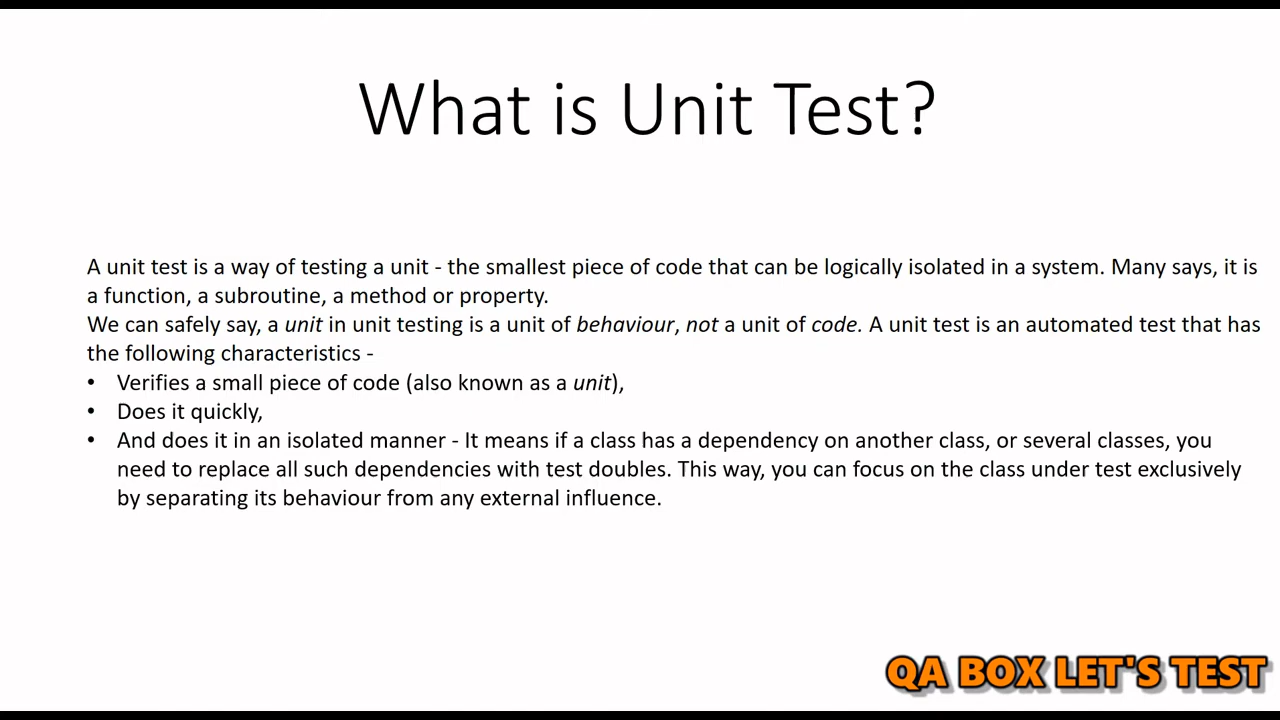 What is Unit Test?
A unit test is a way of testing a unit - the smallest piece of code that can be logically isolated in a system. Many says, it is
a function, a subroutine, a method or property.
We can safely say, a unit in unit testing is a unit of behaviour, not a unit of code. A unit test is an automated test that has
the following characteristics -
• Verifies a small piece of code (also known as a unit),
• Does it quickly,
• And does it in an isolated manner - It means if a class has a dependency on another class, or several classes, you
need to replace all such dependencies with test doubles. This way, you can focus on the class under test exclusively
by separating its behaviour from any external influence.
QA BOX LET'S TEST